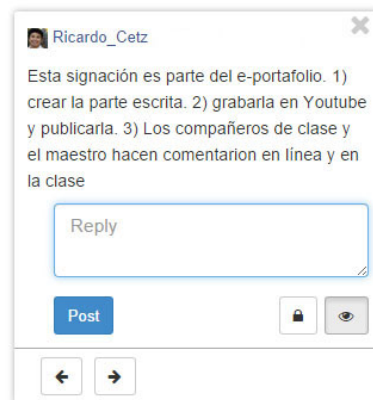 Ricardo_Cetz
Esta signación es parte del e-portafolio. 1)
crear la parte escrita. 2) grabarla en Youtube
y publicarla. 3) Los compañeros de clase y
el maestro hacen comentarion en línea y en
la clase
Reply
Post